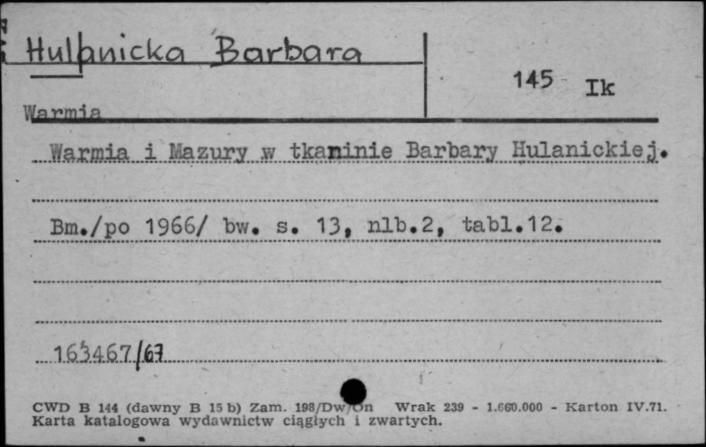 Hulanicka Barbara
145 Ik
Warmia
Warmia i Mazury w tkaninie Barbary Hulanickiej.
Bm./po 1966/ bw. s. 13, nlb.2, tabl.12.
163467/67
CWD B 144 (dawny B 15 b) Zam. 198/Dw/On Wrak 239 - 1.660.000 - Karton IV.71.
Karta katalogowa wydawnictw ciągłych i zwartych.